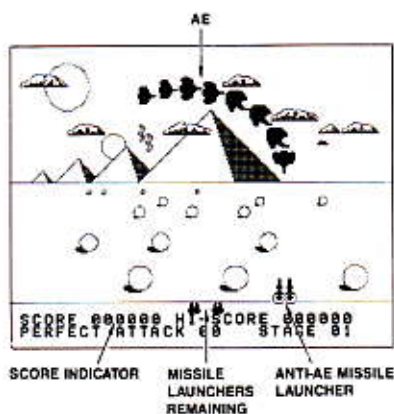 AE
SCORE 000000 HI-SCORE 000000
PERFECT ATTACK 00 STAGE 01
SCORE INDICATOR
MISSILE
LAUNCHERS
REMAINING
ANTI-AE MISSILE
LAUNCHER